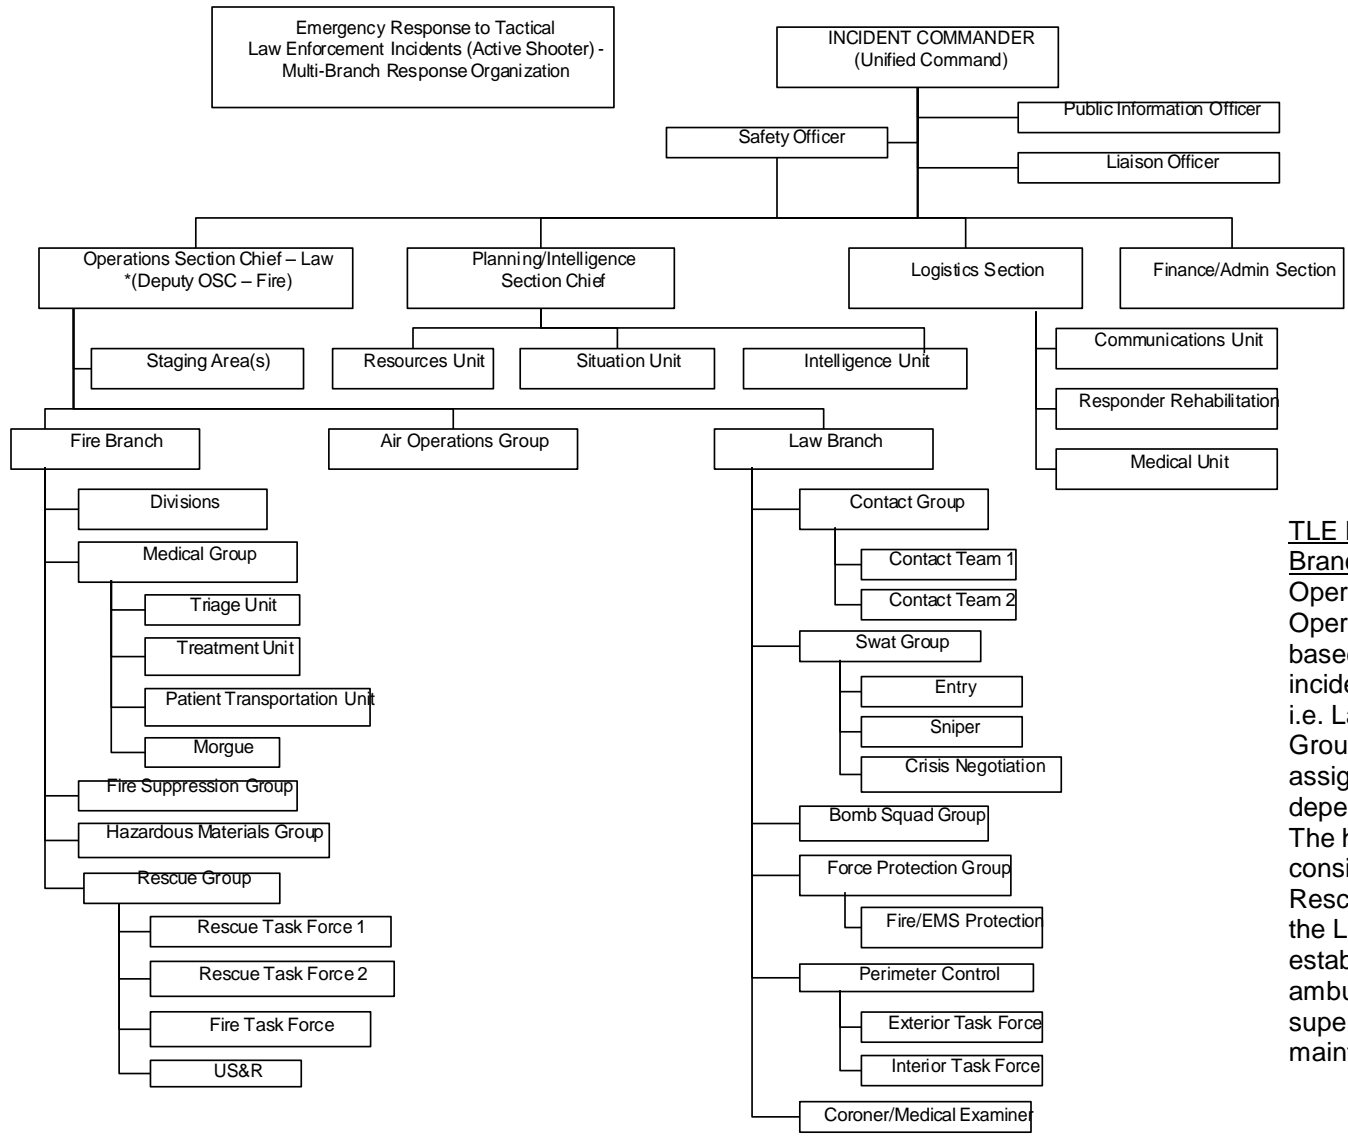 Emergency Response to Tactical
Law Enforcement Incidents (Active Shooter) -
Multi-Branch Response Organization
INCIDENT COMMANDER
(Unified Command)
Public Information Officer
Safety Officer
Liaison Officer
Operations Section Chief – Law
*(Deputy OSC – Fire)
Planning/Intelligence
Section Chief
Logistics Section
Finance/Admin Section
Staging Area(s)
Resources Unit
Situation Unit
Intelligence Unit
Communications Unit
Responder Rehabilitation
Medical Unit
Fire Branch
Air Operations Group
Law Branch
Divisions
Medical Group
Triage Unit
Treatment Unit
Patient Transportation Unit
Morgue
Fire Suppression Group
Hazardous Materials Group
Rescue Group
Rescue Task Force 1
Rescue Task Force 2
Fire Task Force
US&R
Contact Group
Contact Team 1
Contact Team 2
Swat Group
Entry
Sniper
Crisis Negotiation
Bomb Squad Group
Force Protection Group
Fire/EMS Protection
Perimeter Control
Exterior Task Force
Interior Task Force
Coroner/Medical Examiner
TLE
The
the
i.e.